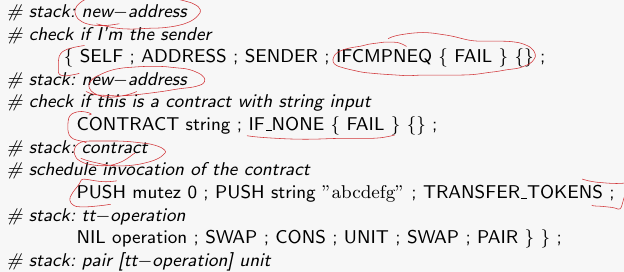 # stack: new−address
# check if I'm the sender
{ SELF ; ADDRESS ; SENDER ; IFCMPNEQ { FAIL } {} ;
# stack: new−address
# check if this is a contract with string input
CONTRACT string ; IF_NONE { FAIL } {} ;
# stack: contract
# schedule invocation of the contract
PUSH mutez 0 ; PUSH string "abcdefg" ; TRANSFER_TOKENS ;
# stack: tt−operation
NIL operation ; SWAP ; CONS ; UNIT ; SWAP ; PAIR } } ;
# stack: pair [tt−operation] unit